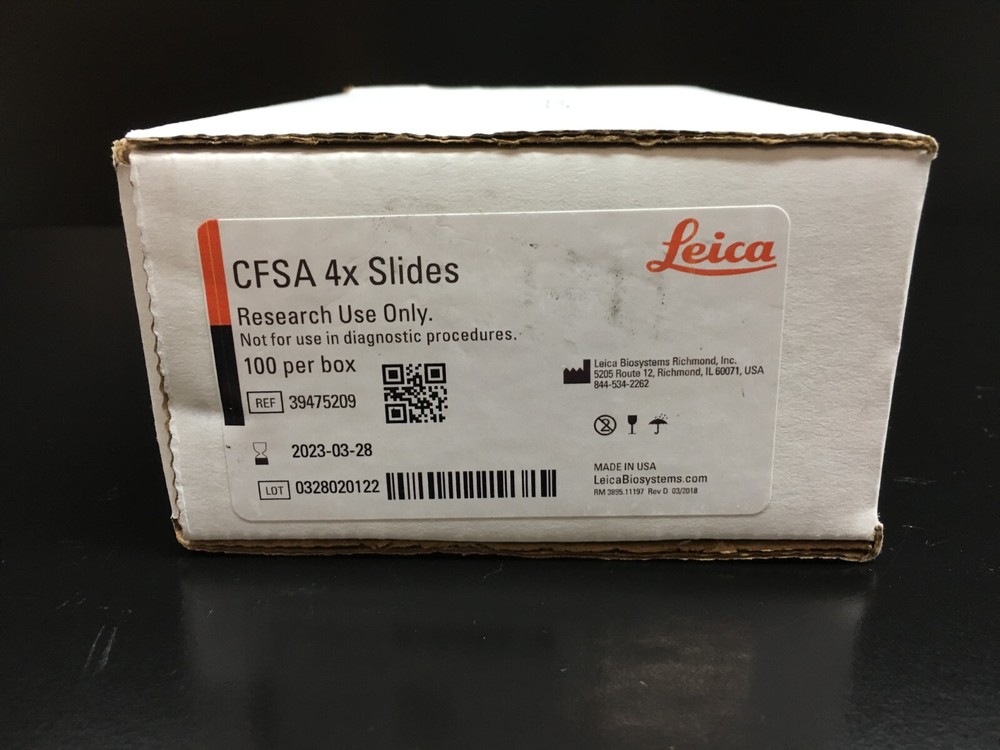 Leica
CFSA 4x Slides
Research Use Only.
Not for use in diagnostic procedures.
100 per box
REF 39475209
2023-03-28
LOT 0328020122
Leica Biosystems Richmond, Inc.
5205 Route 12, Richmond, IL 60071, USA
844-534-2262
2
MADE IN USA
LeicaBiosystems.com
RM 3895.11197 Rev D 03/2018